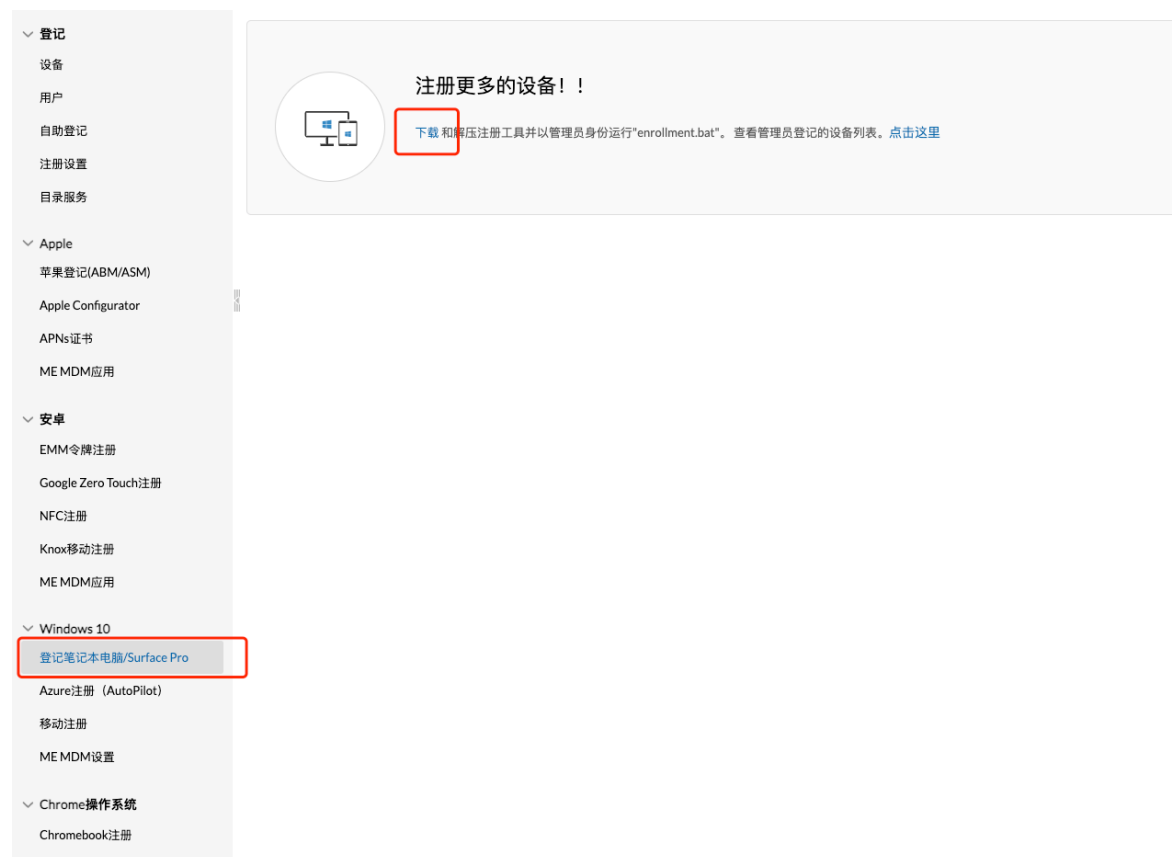 登记
设备
用户
自助登记
注册设置
目录服务
Apple
苹果登记(ABM/ASM)
Apple Configurator
APNs证书
ME MDM应用
安卓
EMM令牌注册
Google Zero Touch注册
NFC注册
Knox移动注册
ME MDM应用
Windows 10
登记笔记本电脑/Surface Pro
Azure注册（AutoPilot）
移动注册
ME MDM设置
Chrome操作系统
Chromebook注册
注册更多的设备！！
下载 和解压注册工具并以管理员身份运行"enrollment.bat"。 查看管理员登记的设备列表。点击这里